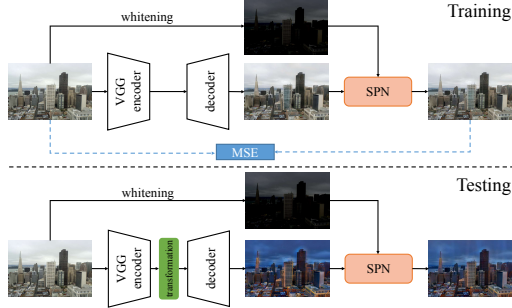 Training
whitening
VGG
encoder
decoder
SPN
MSE
Testing
whitening
VGG
encoder
transformation
decoder
SPN